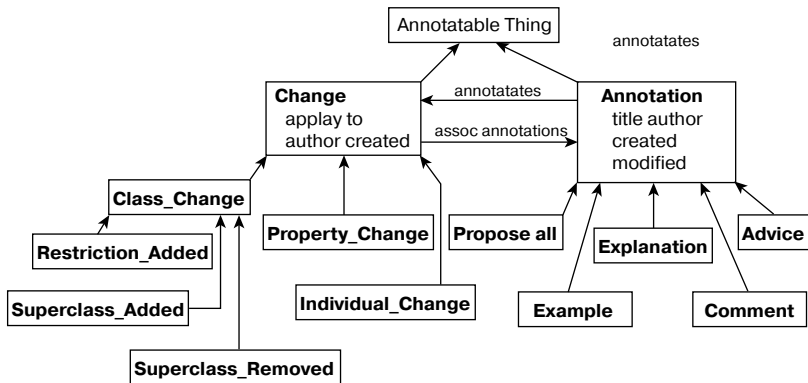 Annotatable Thing
annotatates
Change
applay to
author created
annotatates
assoc annotations
Annotation
title author
created
modified
Class_Change
Restriction_Added
Property_Change
Propose all
Explanation
Advice
Superclass_Added
Individual_Change
Example
Comment
Superclass_Removed